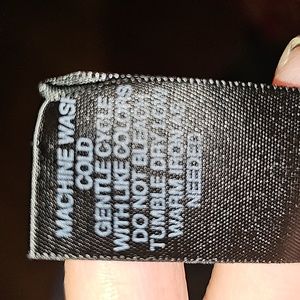 MACHINE WASH
COLD
GENTLE CYCLE
WITH LIKE COLORS
DO NOT BLEACH
TUMBLE DRY LOW
WARM IRON AS
NEEDED